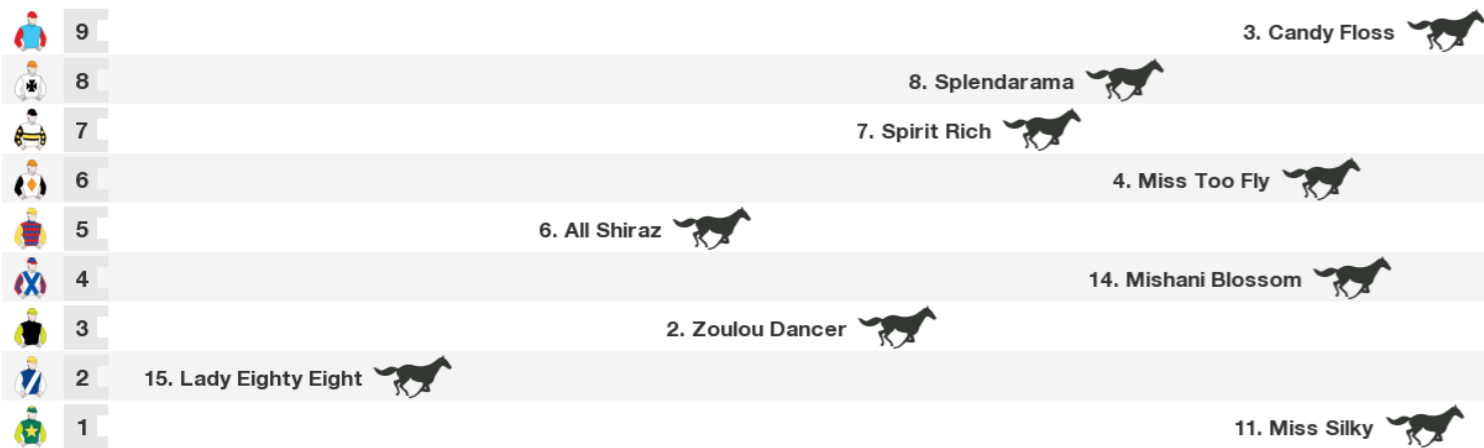 9 3. Candy Floss
8 8. Splendarama
7 7. Spirit Rich
6 4. Miss Too Fly
5 6. All Shiraz
4 14. Mishani Blossom
3 2. Zoulou Dancer
2 15. Lady Eighty Eight
1 11. Miss Silky